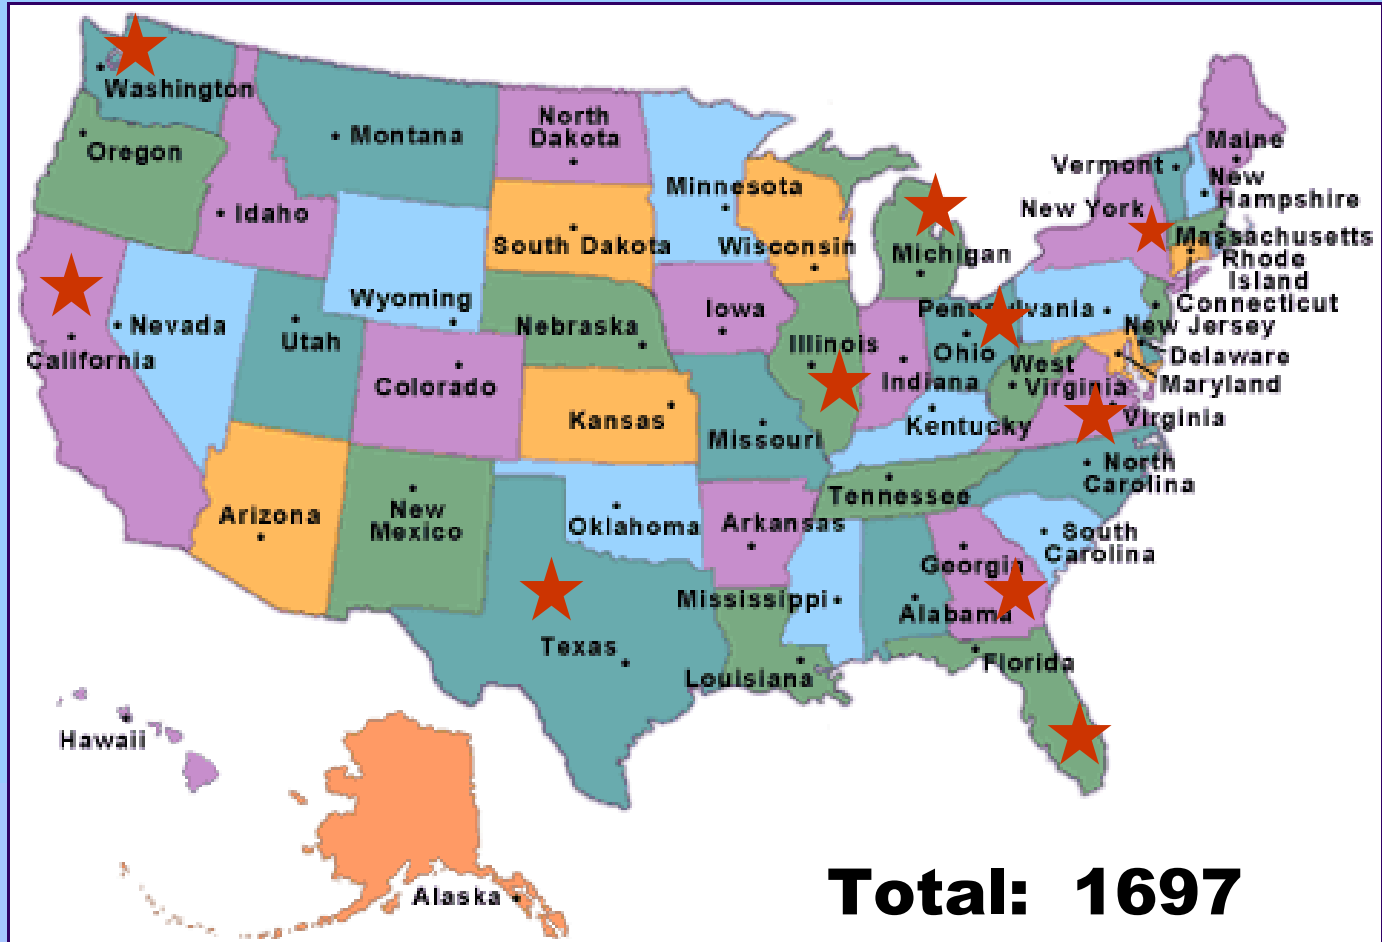 Washington
Oregon
Idaho
Montana
North
Dakota
South Dakota
Minnesota
Wisconsin
Michigan
Vermont
Maine
New
Hampshire
New York
Massachusetts
Rhode
Island
Connecticut
New Jersey
Delaware
Maryland
Pennsylvania
Wyoming
Nebraska
Iowa
Illinois
Indiana
Ohio
West
Virginia
Virginia
California
Nevada
Utah
Colorado
Kansas
Missouri
Kentucky
North
Carolina
Tennessee
South
Carolina
Arizona
New
Mexico
Oklahoma
Arkansas
Georgia
Alabama
Mississippi
Texas
Louisiana
Florida
Hawaii
Alaska
Total: 1697